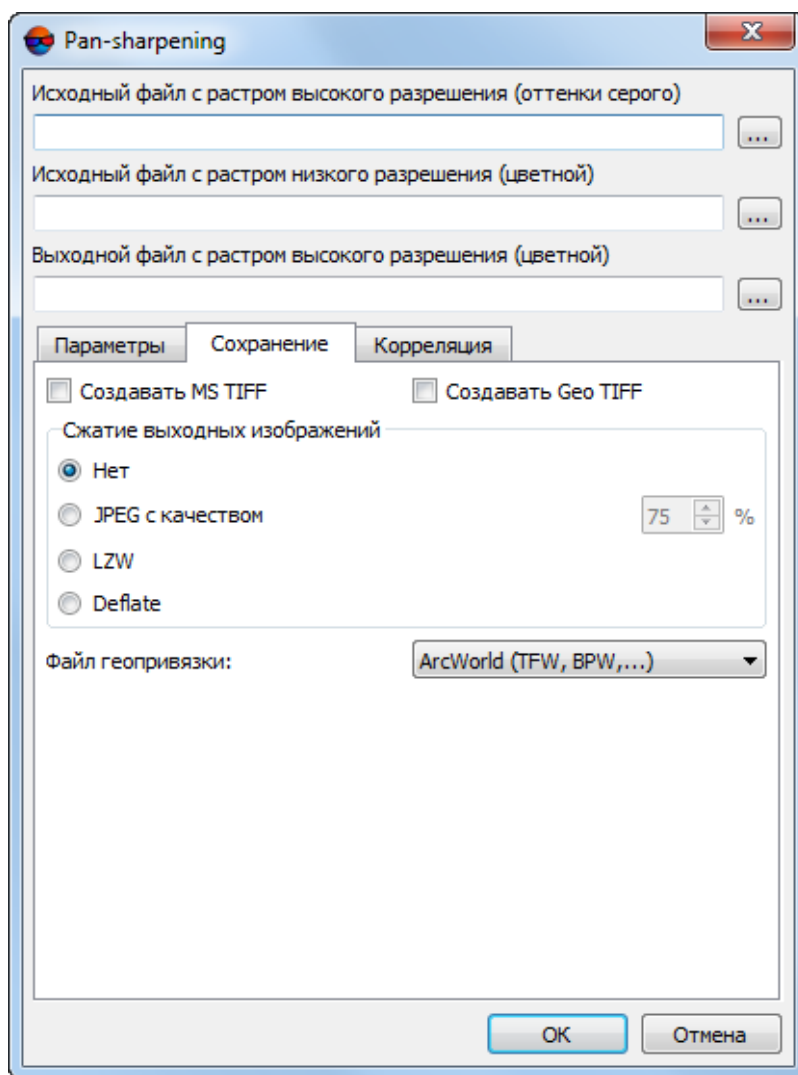 Pan-sharpening
Исходный файл с растром высокого разрешения (оттенки серого)
...
Исходный файл с растром низкого разрешения (цветной)
...
Выходной файл с растром высокого разрешения (цветной)
...
Параметры Сохранение Корреляция
Создавать MS TIFF Создавать Geo TIFF
Сжатие выходных изображений
Нет
JPEG с качеством 75 %
LZW
Deflate
Файл геопривязки: ArcWorld (TFW, BPW,...)
OK Отмена